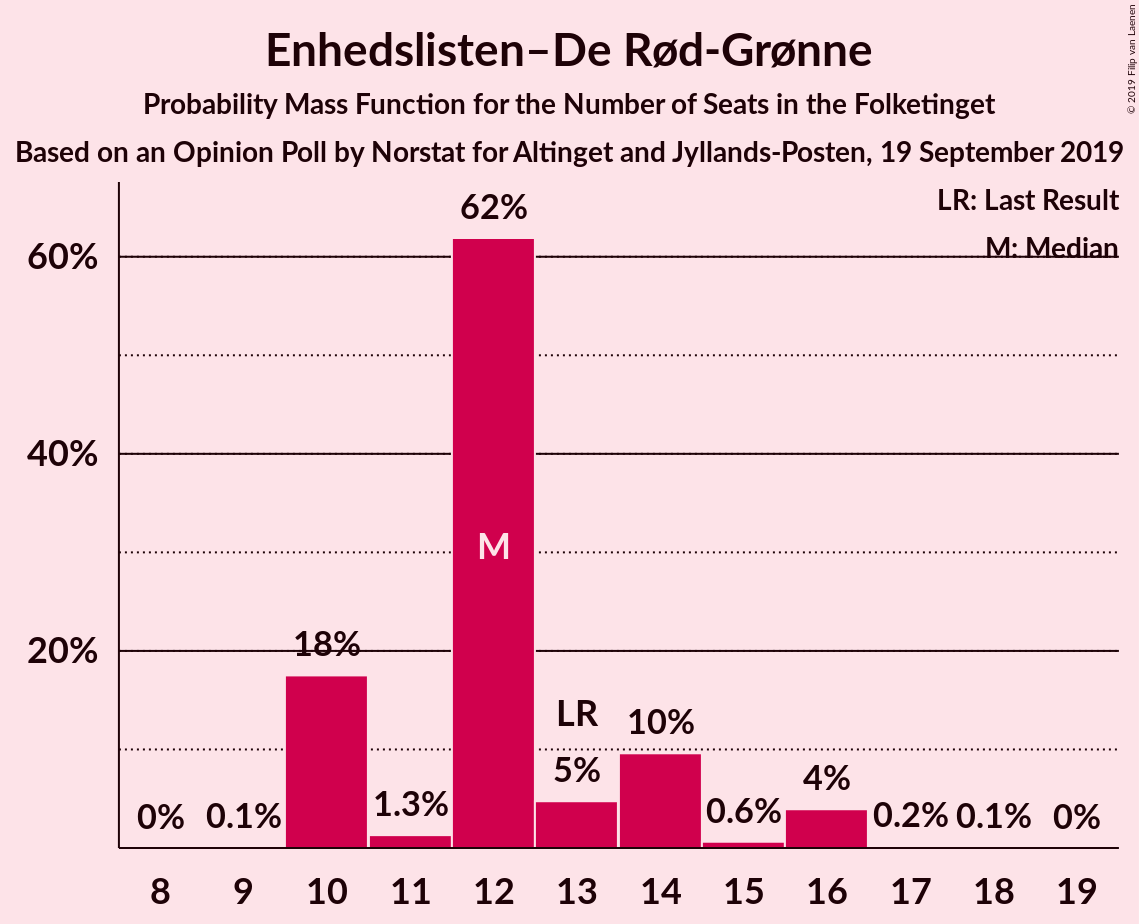 Enhedslisten–De Rød-Grønne
Probability Mass Function for the Number of Seats in the Folketinget
Based on an Opinion Poll by Norstat for Altinget and Jyllands-Posten, 19 September 2019
© 2019 Filip van Laenen
LR: Last Result
M: Median
60%
40%
20%
0%
0.1%
18%
1.3%
62%
M
LR
5%
10%
0.6%
4%
0.2%
0.1%
0%
8 9 10 11 12 13 14 15 16 17 18 19